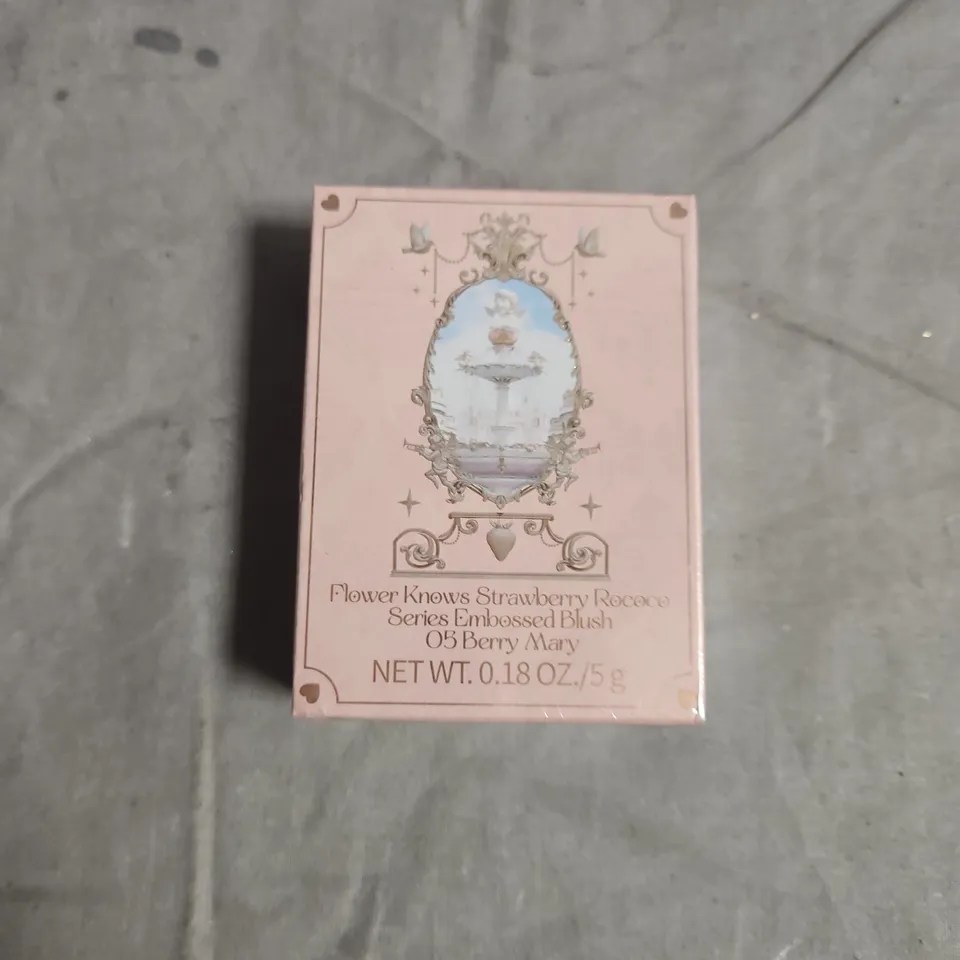 Flower Knows Strawberry Rococo
Series Embossed Blush
05 Berry Mary
NET WT. 0.18 OZ./5 g